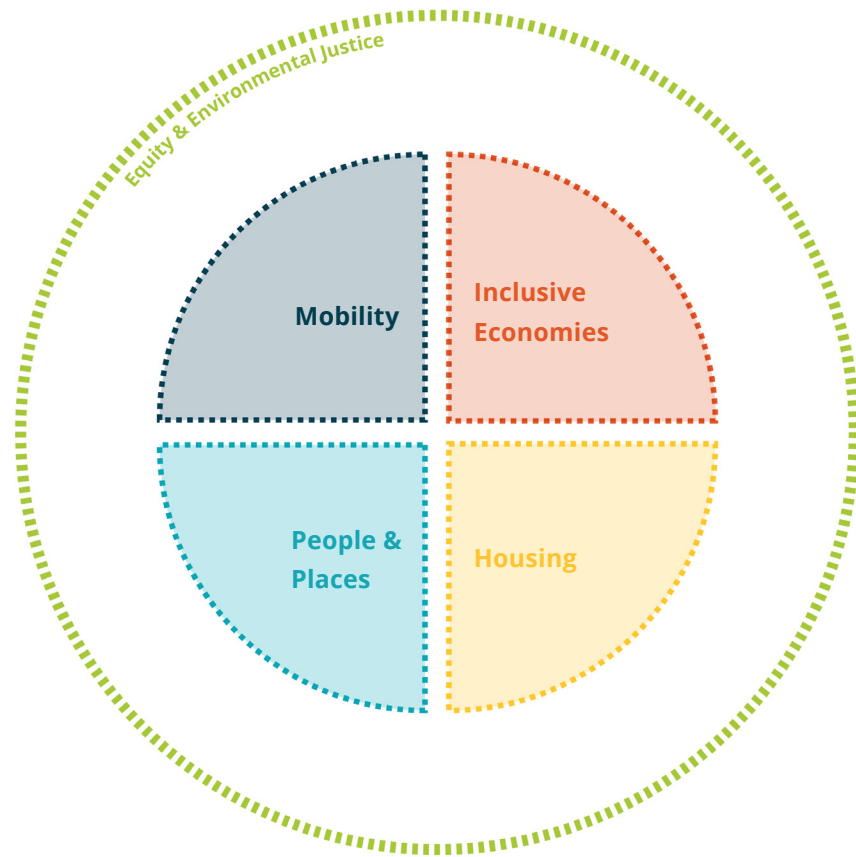 Equity & Environmental Justice
Mobility
Inclusive
Economies
People &
Places
Housing